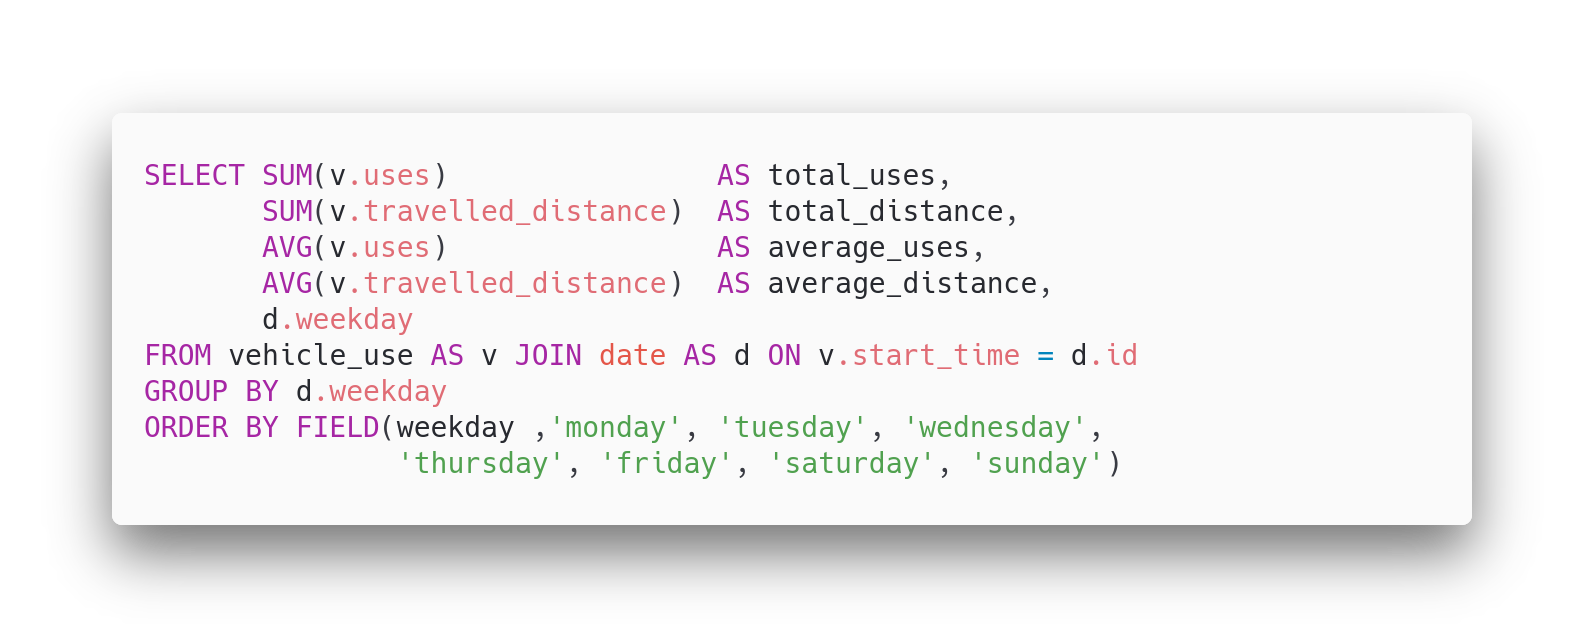 SELECT SUM(v.uses)                AS total_uses,
       SUM(v.travelled_distance)  AS total_distance,
       AVG(v.uses)                AS average_uses,
       AVG(v.travelled_distance)  AS average_distance,
       d.weekday
FROM vehicle_use AS v JOIN date AS d ON v.start_time = d.id
GROUP BY d.weekday
ORDER BY FIELD(weekday ,'monday', 'tuesday', 'wednesday',
               'thursday', 'friday', 'saturday', 'sunday')